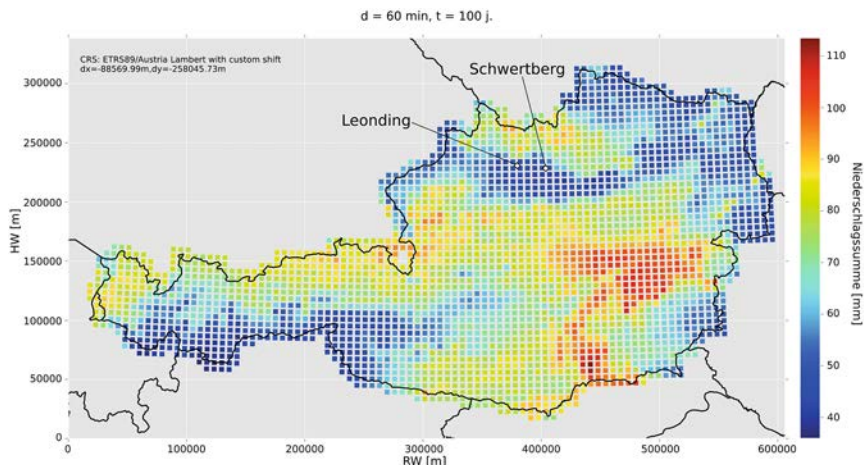 d = 60 min, t = 100 j.
CRS: ETRS89/Austria Lambert with custom shift
dx=-88569.99m,dy=-258045.73m
Schwertberg
Leonding
HW [m]
300000
250000
200000
150000
100000
50000
0
0
100000
200000
300000
400000
500000
600000
RW [m]
110
100
90
80
70
60
50
40
Niederschlagsumme [mm]